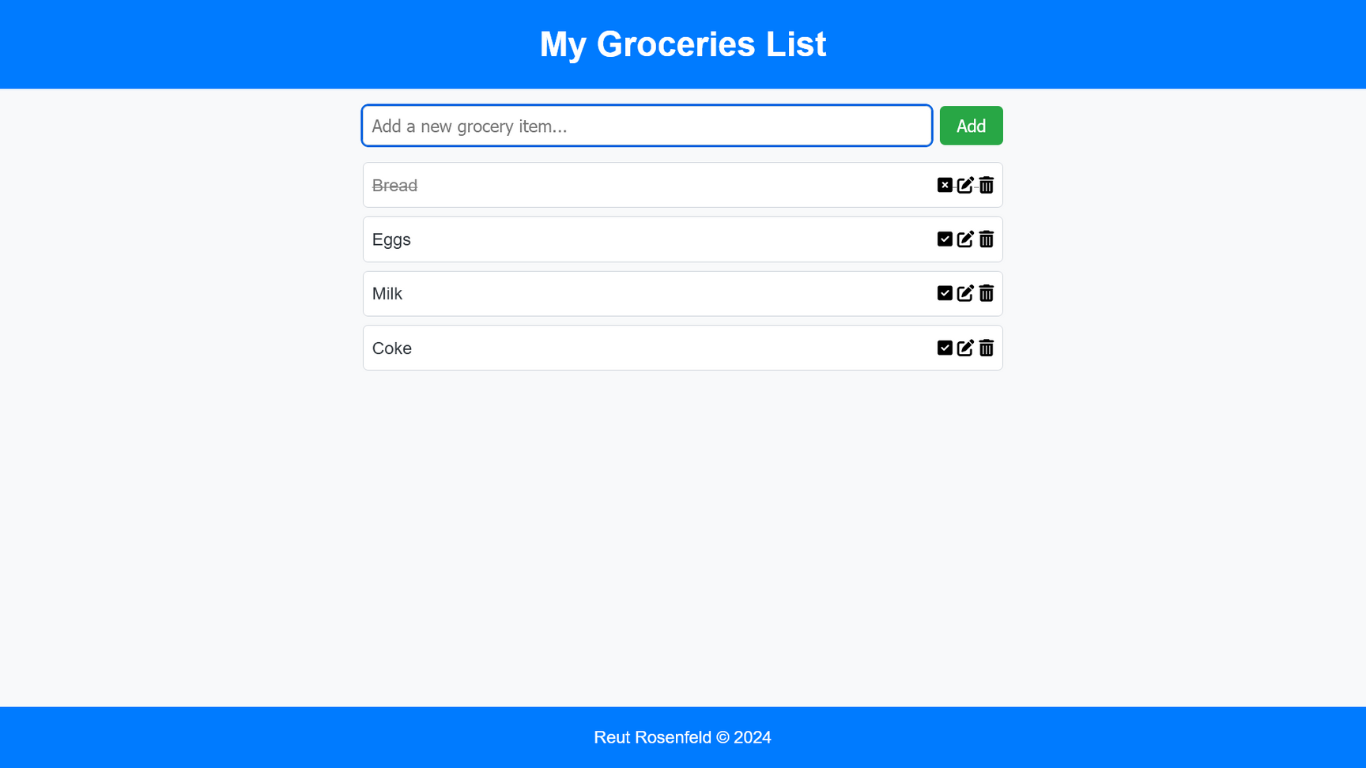 My Groceries List
Add a new grocery item...
Add
Bread
Eggs
Milk
Coke
Reut Rosenfeld © 2024